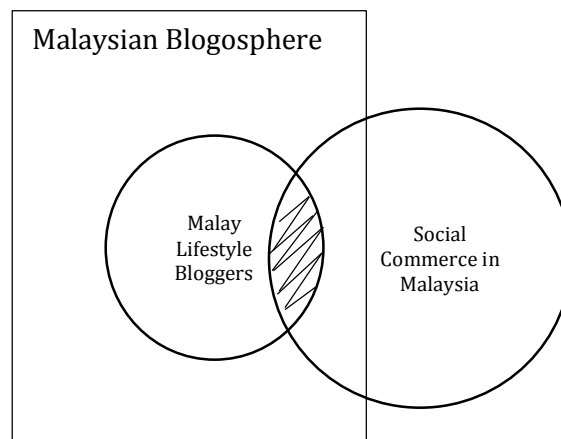 Malaysian Blogosphere
Malay
Lifestyle
Bloggers
Social
Commerce in
Malaysia